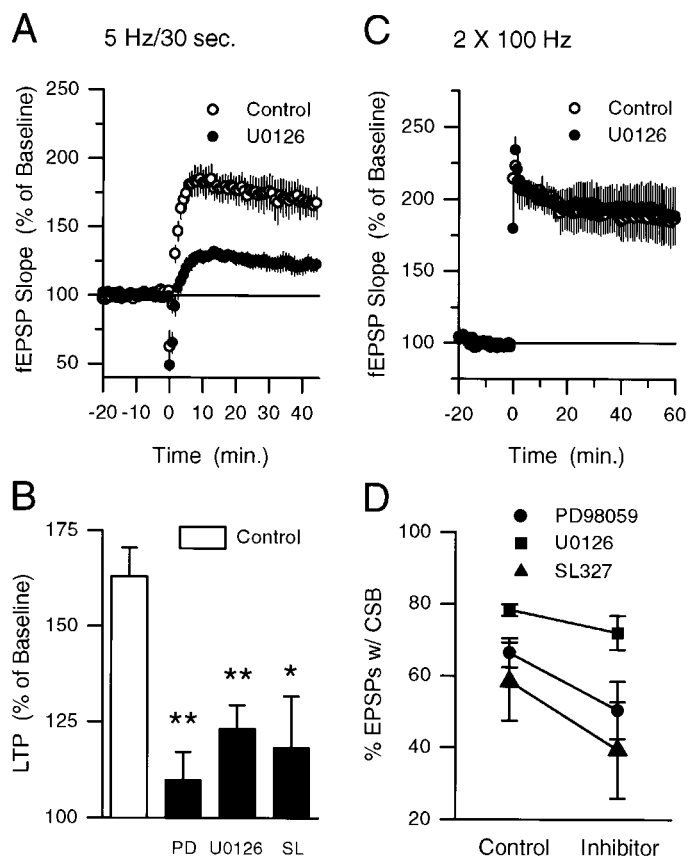 A
5 Hz/30 sec.
fEPSP Slope (% of Baseline)
250
200
175
150
125
100
50
Control
U0126
-20
-10
0
10
20
30
40
Time (min.)
C
2 X 100 Hz
fEPSP Slope (% of Baseline)
250
200
150
100
Control
U0126
-20
0
20
40
60
Time (min.)
B
LTP (% of Baseline)
175
150
125
100
Control
**
**
*
PD
U0126
SL
D
% EPSPs w/ CSB
100
80
60
40
20
PD98059
U0126
SL327
Control
Inhibitor